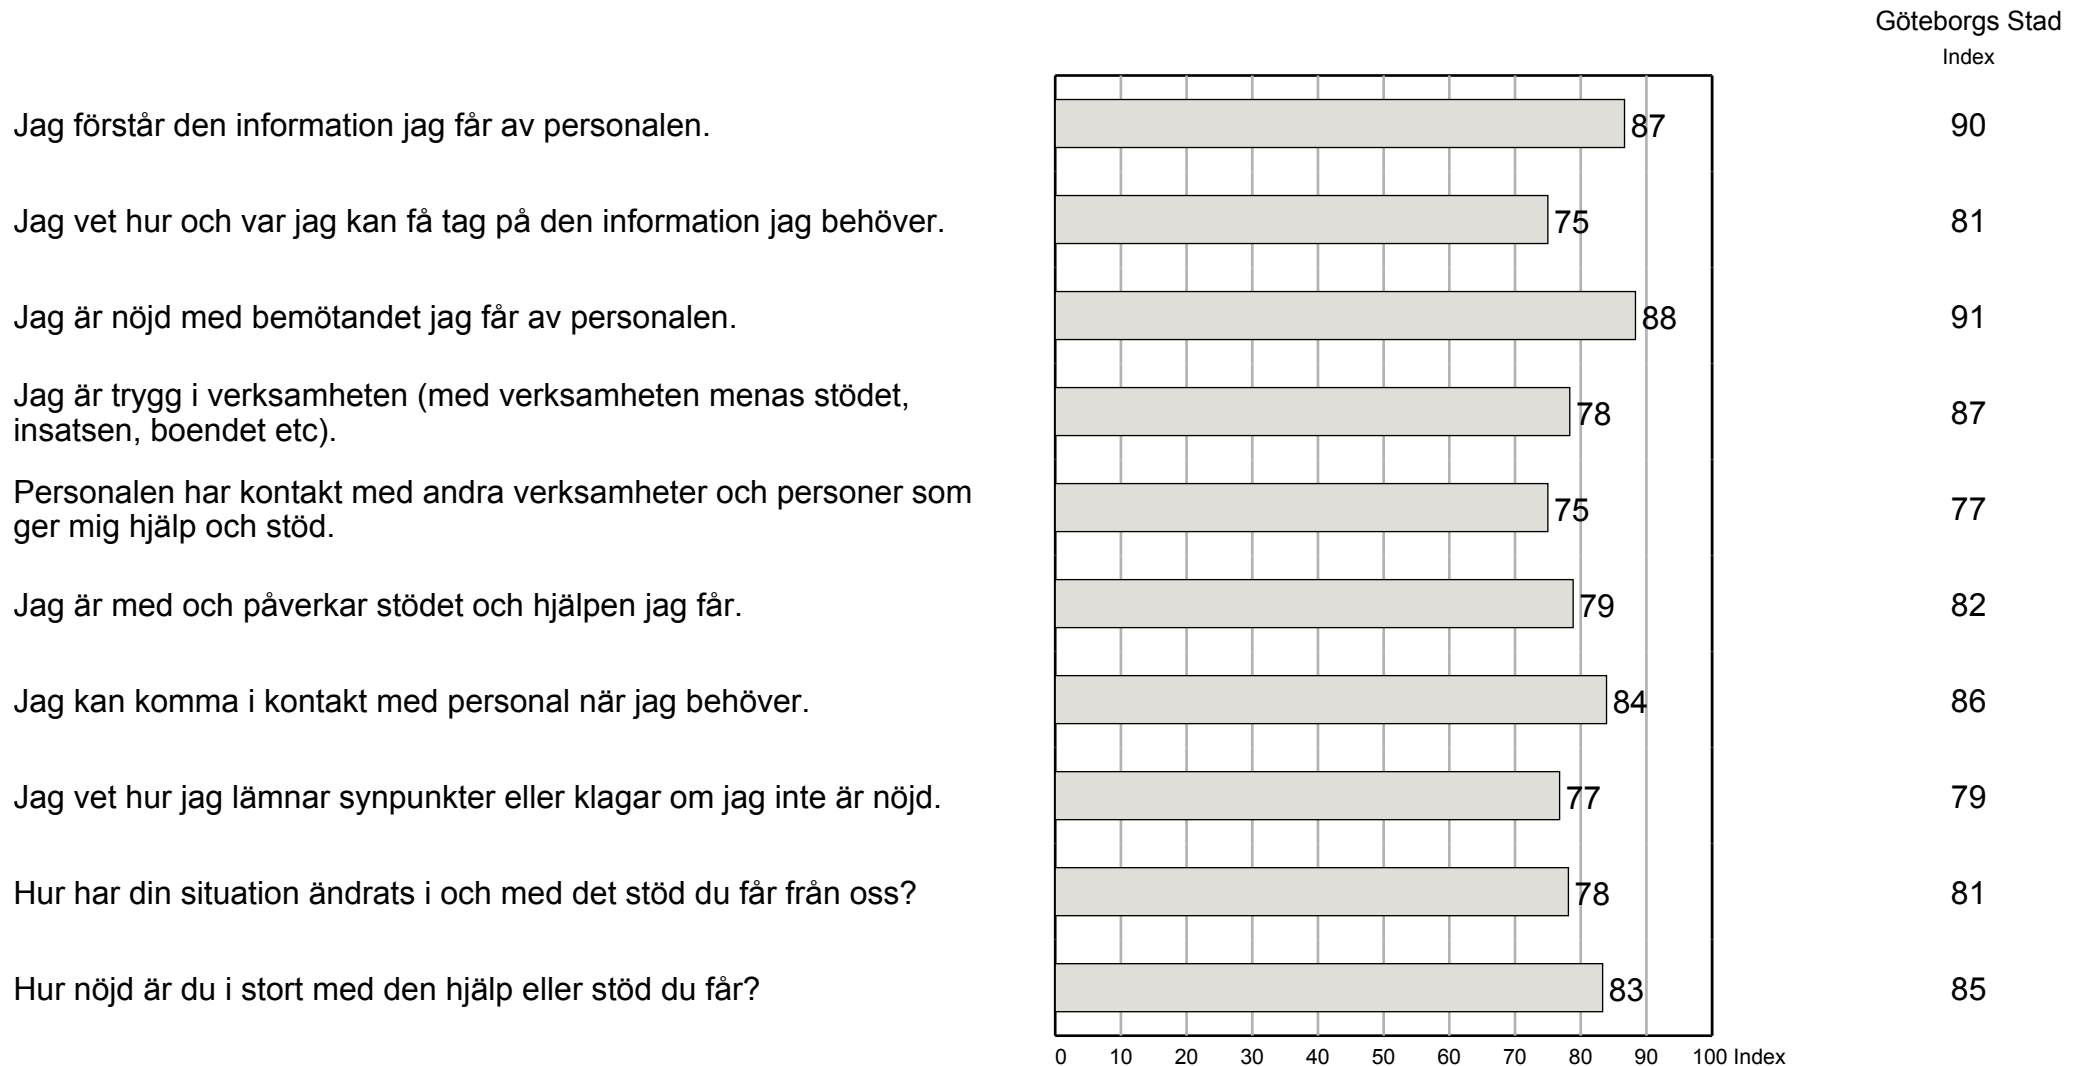 Göteborgs Stad
Index
Jag förstår den information jag får av personalen. 87 90
Jag vet hur och var jag kan få tag på den information jag behöver. 75 81
Jag är nöjd med bemötandet jag får av personalen. 88 91
Jag är trygg i verksamheten (med verksamheten menas stödet,
insatsen, boendet etc). 78 87
Personalen har kontakt med andra verksamheter och personer som
ger mig hjälp och stöd. 75 77
Jag är med och påverkar stödet och hjälpen jag får. 79 82
Jag kan komma i kontakt med personal när jag behöver. 84 86
Jag vet hur jag lämnar synpunkter eller klagar om jag inte är nöjd. 77 79
Hur har din situation ändrats i och med det stöd du får från oss? 78 81
Hur nöjd är du i stort med den hjälp eller stöd du får? 83 85
0 10 20 30 40 50 60 70 80 90 100 Index